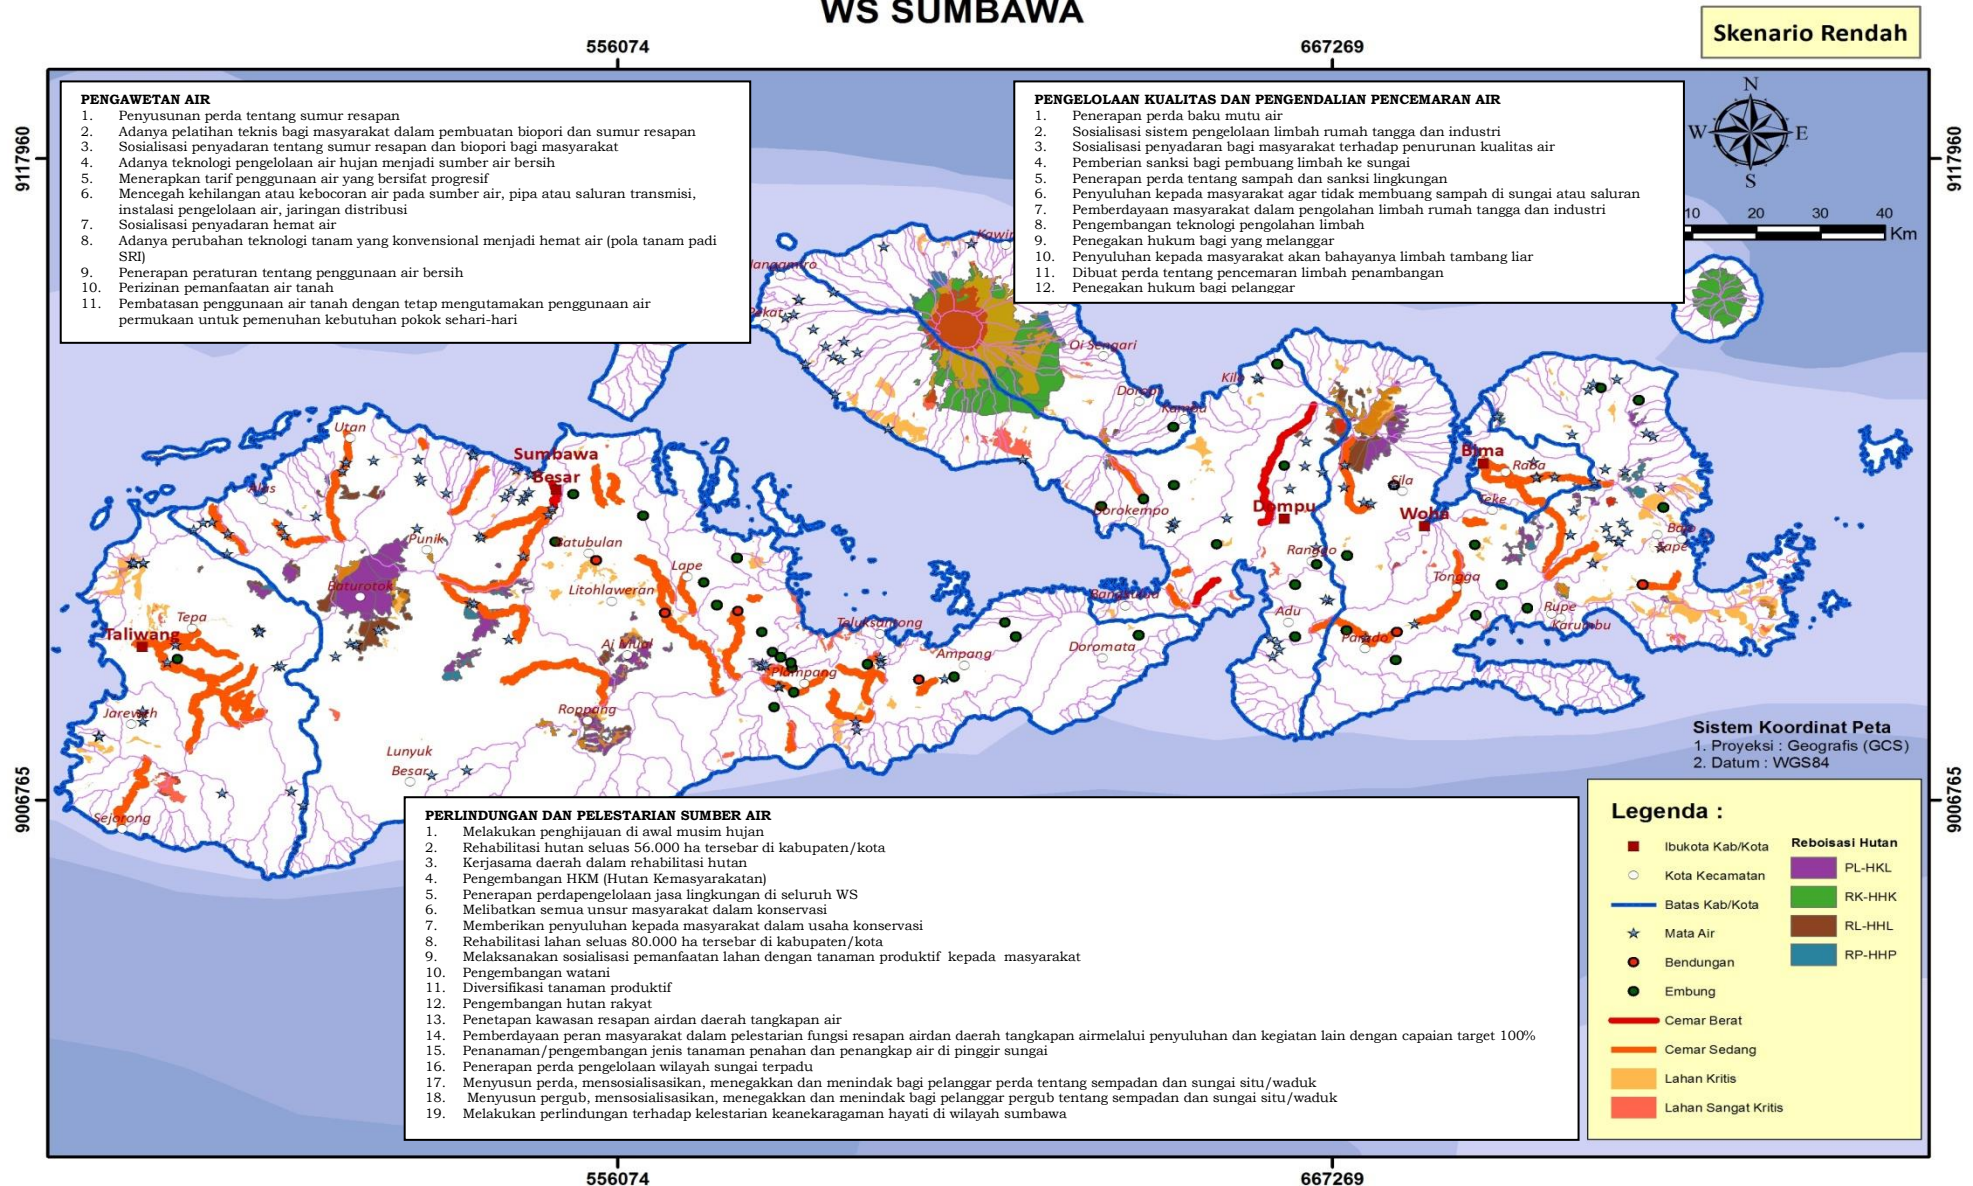 WS SUMBAWA
Skenario Rendah
556074
667269
9117960
9117960
PENGAWETAN AIR
1. Penyusunan perda tentang sumur resapan
2. Adanya pelatihan teknis bagi masyarakat dalam pembuatan biopori dan sumur resapan
3. Sosialisasi penyadaran tentang sumur resapan dan biopori bagi masyarakat
4. Adanya teknologi pengelolaan air hujan menjadi sumber air bersih
5. Menerapkan tarif penggunaan air yang bersifat progresif
6. Mencegah kehilangan atau kebocoran air pada sumber air, pipa atau saluran transmisi,
instalasi pengelolaan air, jaringan distribusi
7. Sosialisasi penyadaran hemat air
8. Adanya perubahan teknologi tanam yang konvensional menjadi hemat air (pola tanam padi
SRI)
9. Penerapan peraturan tentang penggunaan air bersih
10. Perizinan pemanfaatan air tanah
11. Pembatasan penggunaan air tanah dengan tetap mengutamakan penggunaan air
permukaan untuk pemenuhan kebutuhan pokok sehari-hari
PENGELOLAAN KUALITAS DAN PENGENDALIAN PENCEMARAN AIR
1. Penerapan perda baku mutu air
2. Sosialisasi sistem pengelolaan limbah rumah tangga dan industri
3. Sosialisasi penyadaran bagi masyarakat terhadap penurunan kualitas air
4. Pemberian sanksi bagi pembuang limbah ke sungai
5. Penerapan perda tentang sampah dan sanksi lingkungan
6. Penyuluhan kepada masyarakat agar tidak membuang sampah di sungai atau saluran
7. Pemberdayaan masyarakat dalam pengolahan limbah rumah tangga dan industri
8. Pengembangan teknologi pengolahan limbah
9. Penegakan hukum bagi yang melanggar
10. Penyuluhan kepada masyarakat akan bahayanya limbah tambang liar
11. Dibuat perda tentang pencemaran limbah penambangan
12. Penegakan hukum bagi pelanggar
N
W
E
S
10 20 30 40
Km
Oi Sengari
Kilo
Utan
Sumbawa
Besar
Alas
Bima
Raba
Sila
Teke
Dompu
Woha
Dorokempo
Punik
Batubulan
Ranggo
Lape
Baturotok
Litohlaweran
Tongga
Tepa
Taliwang
Teluksantong
Adu
Rupe
Karumbu
Parado
Ampang
Doromata
Plampang
Jareweh
Roppang
Lunyuk
Besar
Sejorong
9006765
9006765
Sistem Koordinat Peta
1. Proyeksi : Geografis (GCS)
2. Datum : WGS84
PERLINDUNGAN DAN PELESTARIAN SUMBER AIR
1. Melakukan penghijauan di awal musim hujan
2. Rehabilitasi hutan seluas 56.000 ha tersebar di kabupaten/kota
3. Kerjasama daerah dalam rehabilitasi hutan
4. Pengembangan HKM (Hutan Kemasyarakatan)
5. Penerapan perdapengelolaan jasa lingkungan di seluruh WS
6. Melibatkan semua unsur masyarakat dalam konservasi
7. Memberikan penyuluhan kepada masyarakat dalam usaha konservasi
8. Rehabilitasi lahan seluas 80.000 ha tersebar di kabupaten/kota
9. Melaksanakan sosialisasi pemanfaatan lahan dengan tanaman produktif kepada masyarakat
10. Pengembangan watani
11. Diversifikasi tanaman produktif
12. Pengembangan hutan rakyat
13. Penetapan kawasan resapan airdan daerah tangkapan air
14. Pemberdayaan peran masyarakat dalam pelestarian fungsi resapan airdan daerah tangkapan airmelalui penyuluhan dan kegiatan lain dengan capaian target 100%
15. Penanaman/pengembangan jenis tanaman penahan dan penangkap air di pinggir sungai
16. Penerapan perda pengelolaan wilayah sungai terpadu
17. Menyusun perda, mensosialisasikan, menegakkan dan menindak bagi pelanggar perda tentang sempadan dan sungai situ/waduk
18. Menyusun pergub, mensosialisasikan, menegakkan dan menindak bagi pelanggar pergub tentang sempadan dan sungai situ/waduk
19. Melakukan perlindungan terhadap kelestarian keanekaragaman hayati di wilayah sumbawa
Legenda :
Ibukota Kab/Kota
Kota Kecamatan
Batas Kab/Kota
Mata Air
Bendungan
Embung
Cemar Berat
Cemar Sedang
Lahan Kritis
Lahan Sangat Kritis
Reboisasi Hutan
PL-HKL
RK-HHK
RL-HHL
RP-HHP
556074
667269